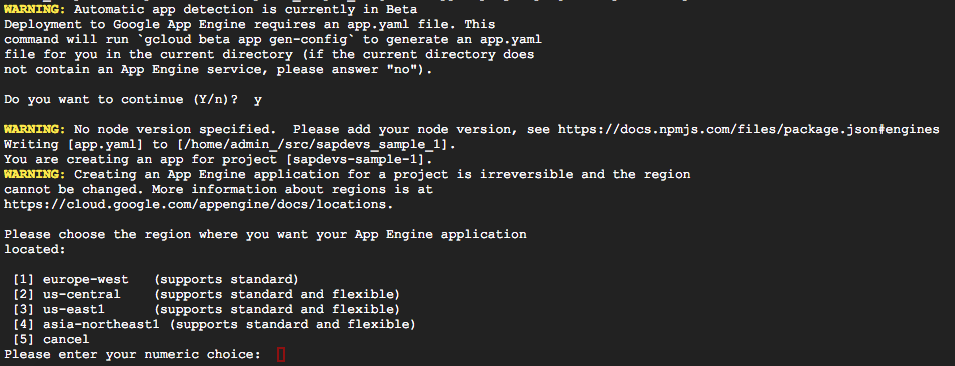 WARNING: Automatic app detection is currently in Beta
Deployment to Google App Engine requires an app.yaml file. This
command will run `gcloud beta app gen-config` to generate an app.yaml
file for you in the current directory (if the current directory does
not contain an App Engine service, please answer "no").
Do you want to continue (Y/n)?  y
WARNING: No node version specified.  Please add your node version, see https://docs.npmjs.com/files/package.json#engines
Writing [app.yaml] to [/home/admin_/src/sapdevs_sample_1].
You are creating an app for project [sapdevs-sample-1].
WARNING: Creating an App Engine application for a project is irreversible and the region
cannot be changed. More information about regions is at
https://cloud.google.com/appengine/docs/locations.
Please choose the region where you want your App Engine application
located:
[1] europe-west   (supports standard)
[2] us-central    (supports standard and flexible)
[3] us-east1      (supports standard and flexible)
[4] asia-northeast1 (supports standard and flexible)
[5] cancel
Please enter your numeric choice: